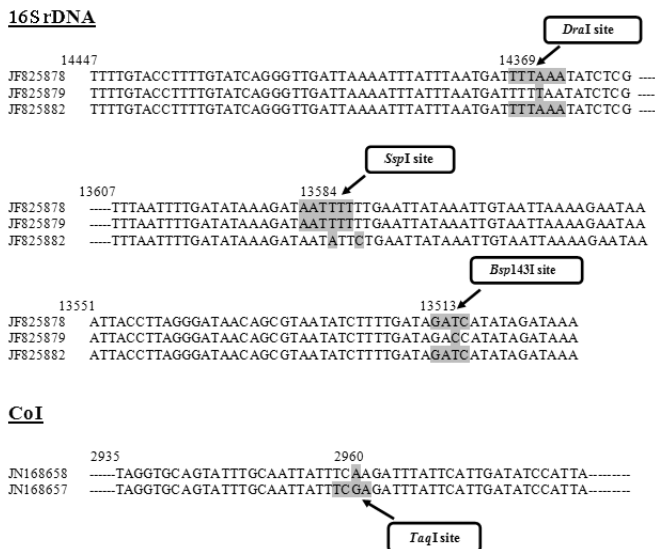 16S rDNA
DraI site
14447 14369
JF825878 TTTTGTACCTTTTGTATCAGGGTTGATTAAAATTTATTTAATGATTTTAAATATCTCG ----
JF825879 TTTTGTACCTTTTGTATCAGGGTTGATTAAAATTTATTTAATGATTTTTAATATCTCG ----
JF825882 TTTTGTACCTTTTGTATCAGGGTTGATTAAAATTTATTTAATGATTTTAAATATCTCG ----
SspI site
13607 13584
JF825878 -----TTTAATTTTGATATAAAGATAATTTTTTGAATTATAAATTGTAATTAAAAGAATAA
JF825879 -----TTTAATTTTGATATAAAGATAATTTTTTGAATTATAAATTGTAATTAAAAGAATAA
JF825882 -----TTTAATTTTGATATAAAGATAATATTCTGAATTATAAATTGTAATTAAAAGAATAA
Bsp143I site
13551 13513
JF825878 ATTACCTTAGGGATAACAGCGTAATATCTTTTGATAGATCATATAGATAAA
JF825879 ATTACCTTAGGGATAACAGCGTAATATCTTTTGATAGACCATATAGATAAA
JF825882 ATTACCTTAGGGATAACAGCGTAATATCTTTTGATAGATCATATAGATAAA
CoI
2935 2960
JN168658 ------TAGGTGCAGTATTTGCAATTATTTCAAGATTTATTCATTGATATCCATTA---------
JN168657 ------TAGGTGCAGTATTTGCAATTATTTCGAGATTTATTCATTGATATCCATTA---------
TaqI site